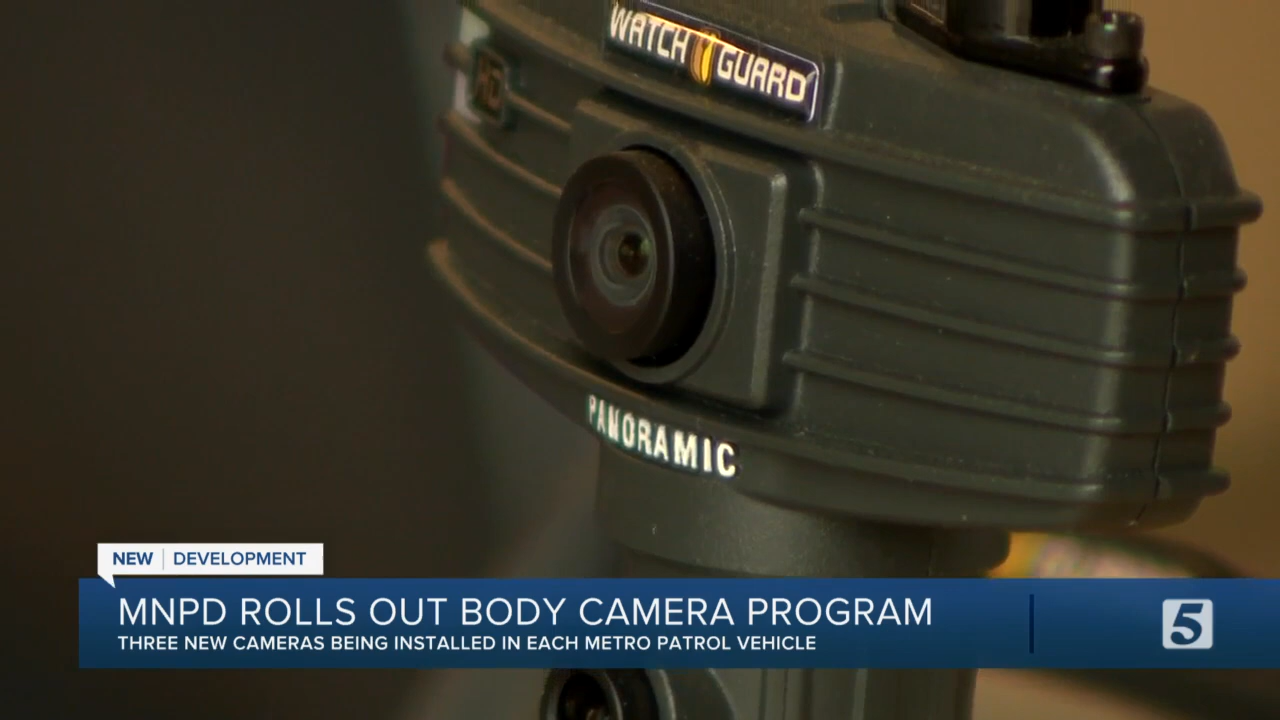 WATCH GUARD
HD
PANORAMIC
NEW | DEVELOPMENT
MNPD ROLLS OUT BODY CAMERA PROGRAM
THREE NEW CAMERAS BEING INSTALLED IN EACH METRO PATROL VEHICLE
5